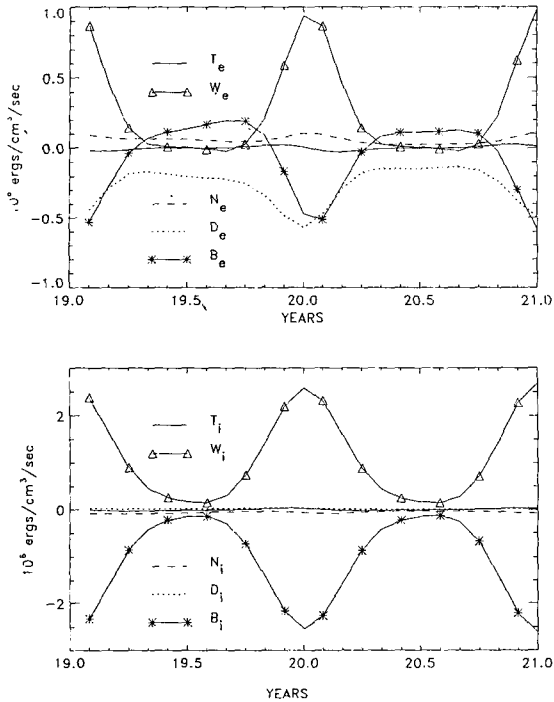 1.0
0.5
0.0
-0.5
-1.0
ergs/cm³/sec
T_e
W_e
N_e
D_e
B_e
19.0 19.5 20.0 20.5 21.0
YEARS
2
0
-2
ergs/cm³/sec
T_i
W_i
N_i
D_i
B_i
19.0 19.5 20.0 20.5 21.0
YEARS